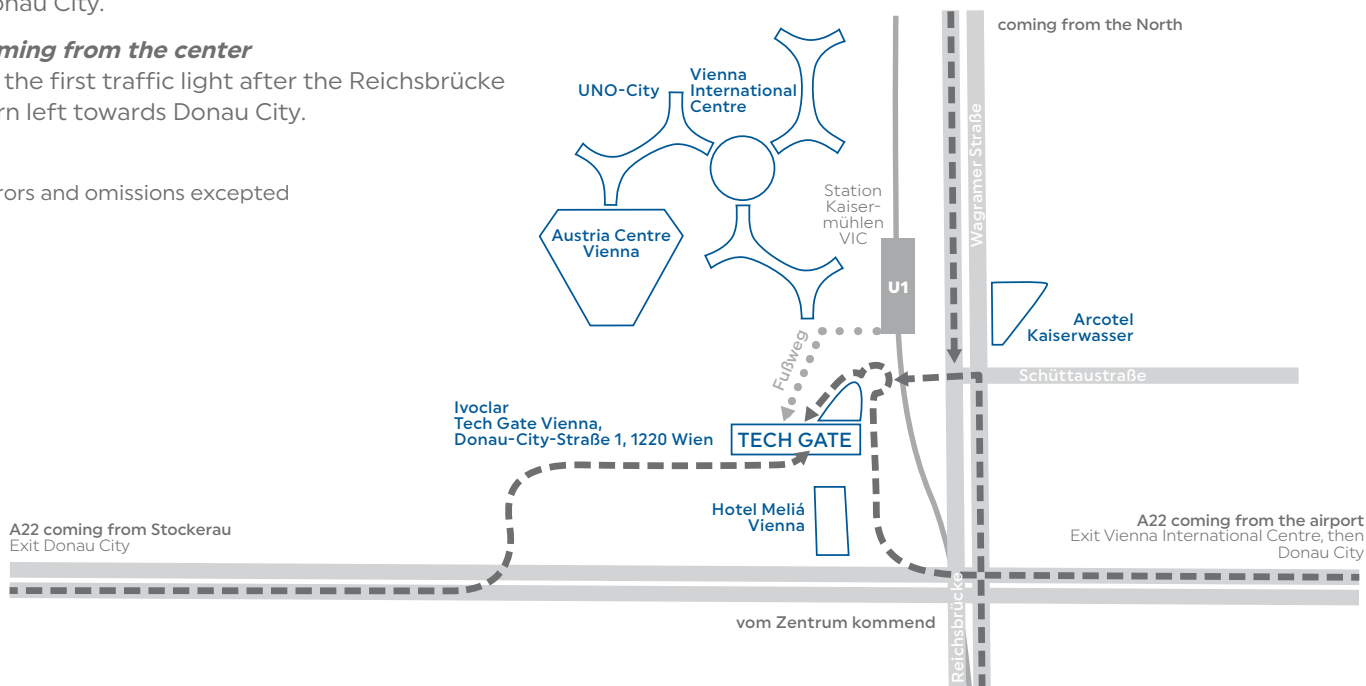 onau City.
ming from the center
the first traffic light after the Reichsbrücke
rn left towards Donau City.
rors and omissions excepted
coming from the North
UNO-City
Vienna
International
Centre
Wagramer Straße
Station
Kaiser-
mühlen
VIC
Austria Centre
Vienna
U1
Arcotel
Kaiserwasser
Fußweg
Schüttaustraße
Ivoclar
Tech Gate Vienna,
Donau-City-Straße 1, 1220 Wien
TECH GATE
Hotel Meliá
Vienna
A22 coming from Stockerau
Exit Donau City
A22 coming from the airport
Exit Vienna International Centre, then
Donau City
vom Zentrum kommend
Reichsbrücke